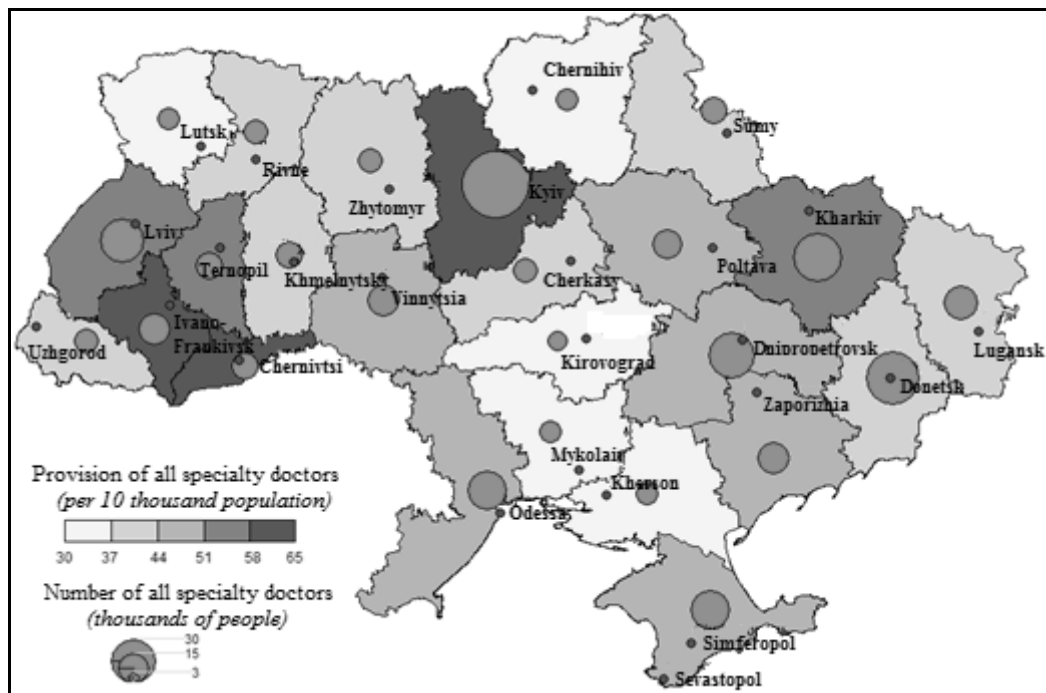 Chernihiv
Sumy
Lutsk
Rivne
Zhytomyr
Kyiv
Kharkiv
Lviv
Ternopil
Khmelnytsky
Vinnytsia
Cherkasy
Poltava
Lugansk
Ivano-
Frankivsk
Uzhgorod
Chernivtsi
Kirovograd
Dnipropetrovsk
Donetsk
Zaporizhia
Mykolaiv
Kherson
Odessa
Simferopol
Sevastopol
Provision of all specialty doctors
(per 10 thousand population)
30 37 44 51 58 65
Number of all specialty doctors
(thousands of people)
30
15
3